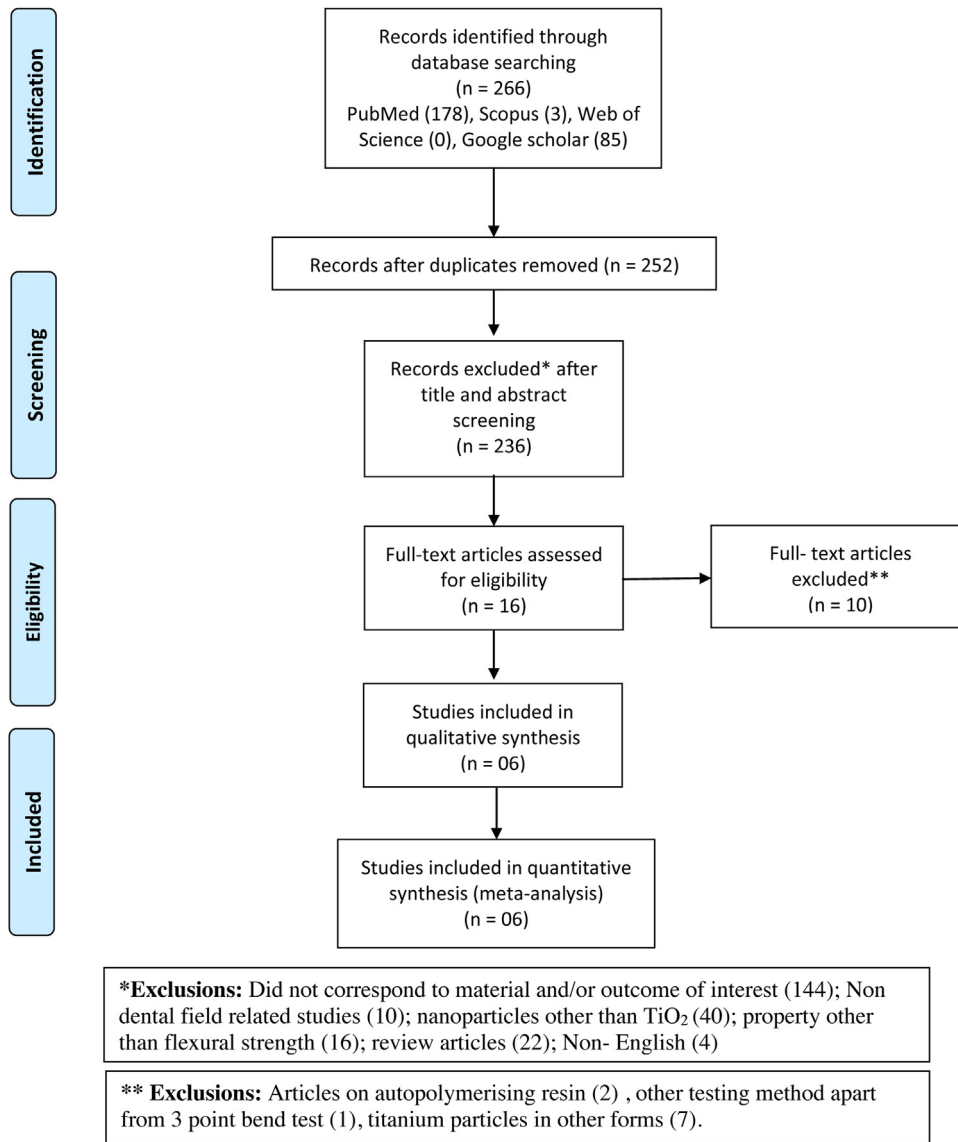 Identification
Records identified through
database searching
(n = 266)
PubMed (178), Scopus (3), Web of
Science (0), Google scholar (85)
Records after duplicates removed (n = 252)
Screening
Records excluded* after
title and abstract
screening
(n = 236)
Eligibility
Full-text articles assessed
for eligibility
(n = 16)
Full- text articles
excluded**
(n = 10)
Studies included in
qualitative synthesis
(n = 06)
Included
Studies included in quantitative
synthesis (meta-analysis)
(n = 06)
*Exclusions: Did not correspond to material and/or outcome of interest (144); Non
dental field related studies (10); nanoparticles other than TiO₂ (40); property other
than flexural strength (16); review articles (22); Non- English (4)
** Exclusions: Articles on autopolymerising resin (2) , other testing method apart
from 3 point bend test (1), titanium particles in other forms (7).